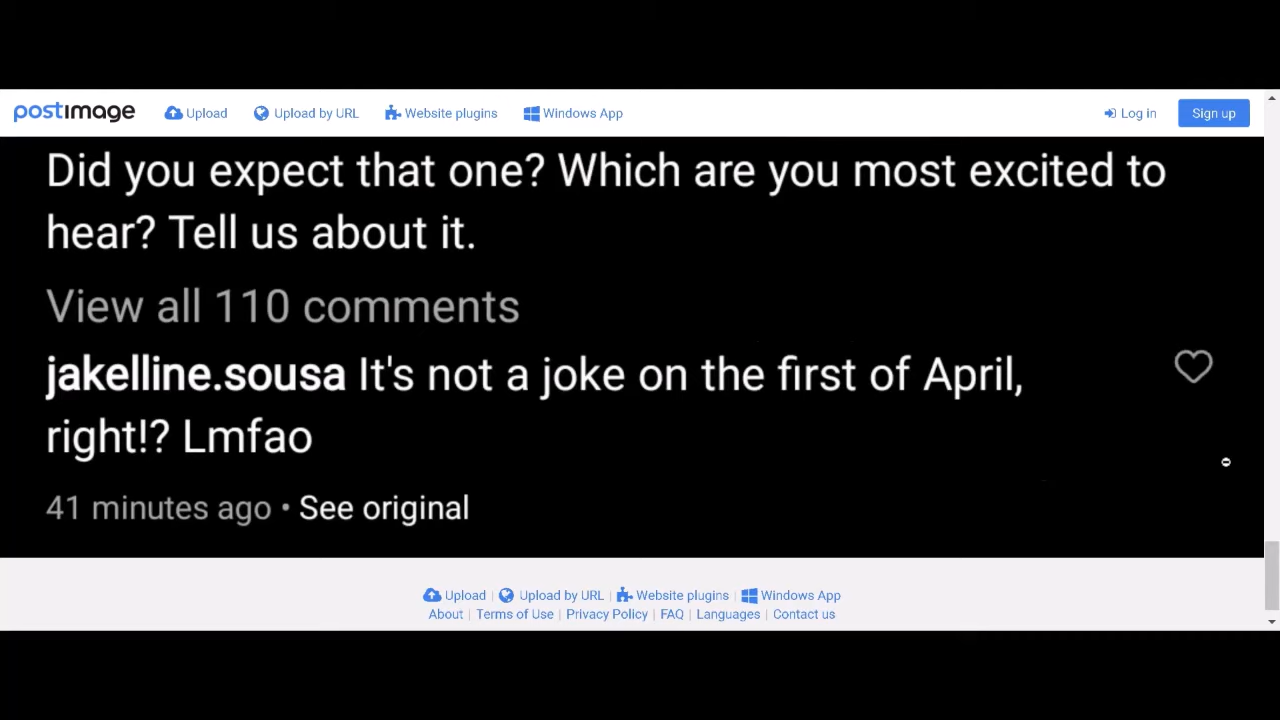 postimage Upload Upload by URL Website plugins Windows App Log in Sign up
Did you expect that one? Which are you most excited to
hear? Tell us about it.
View all 110 comments
jakelline.sousa It's not a joke on the first of April,
right!? Lmfao
41 minutes ago • See original
Upload | Upload by URL | Website plugins | Windows App
About | Terms of Use | Privacy Policy | FAQ | Languages | Contact us